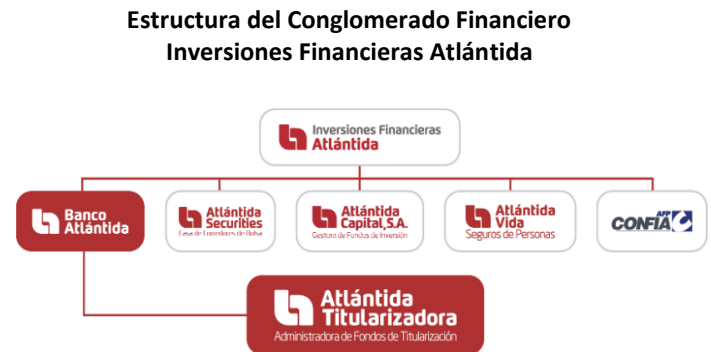 Estructura del Conglomerado Financiero
Inversiones Financieras Atlántida
Inversiones Financieras
Atlántida
Banco
Atlántida
Atlántida
Securities
Casa de Corredores de Bolsa
Atlántida
Capital,S.A.
Gestora de Fondos de Inversión
Atlántida
Vida
Seguros de Personas
AFP
CONFIA
Atlántida
Titularizadora
Administradora de Fondos de Titularización